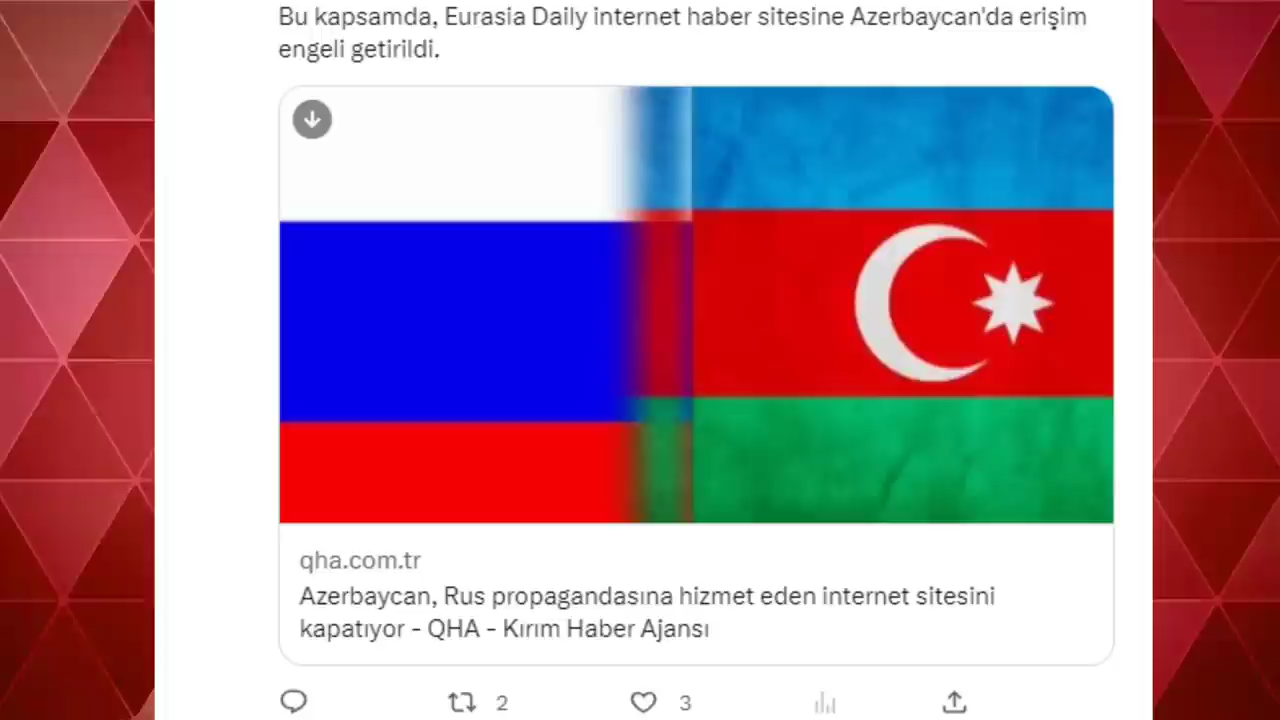 Bu kapsamda, Eurasia Daily internet haber sitesine Azerbaycan'da erişim
engeli getirildi.
qha.com.tr
Azerbaycan, Rus propagandasına hizmet eden internet sitesini
kapatıyor - QHA - Kırım Haber Ajansı
2
3